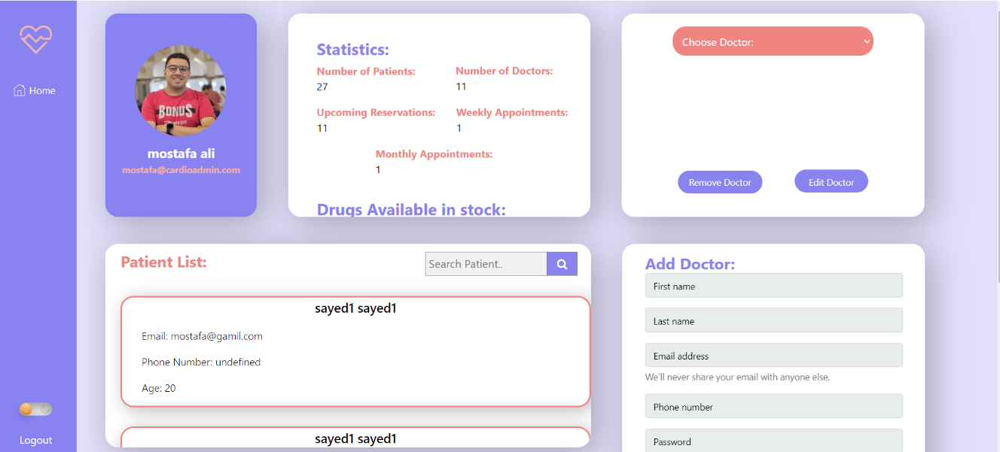 Home
Logout
BONUS
mostafa ali
mostafa@cardioadmin.com
Statistics:
Number of Patients:
27
Number of Doctors:
11
Upcoming Reservations:
11
Weekly Appointments:
1
Monthly Appointments:
1
Drugs Available in stock:
Choose Doctor:
Remove Doctor
Edit Doctor
Patient List:
Search Patient..
sayed1 sayed1
Email: mostafa@gamil.com
Phone Number: undefined
Age: 20
sayed1 sayed1
Add Doctor:
First name
Last name
Email address
We'll never share your email with anyone else.
Phone number
Password